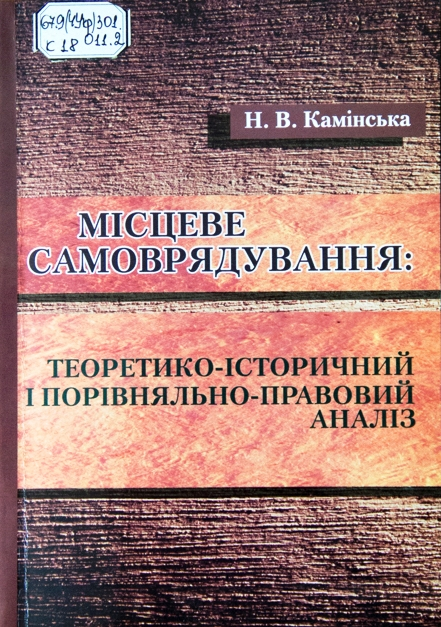 67.9(4Укр)301
К 18 011.2
Н. В. Камінська
МІСЦЕВЕ
САМОВРЯДУВАННЯ:
ТЕОРЕТИКО-ІСТОРИЧНИЙ
І ПОРІВНЯЛЬНО-ПРАВОВИЙ
АНАЛІЗ